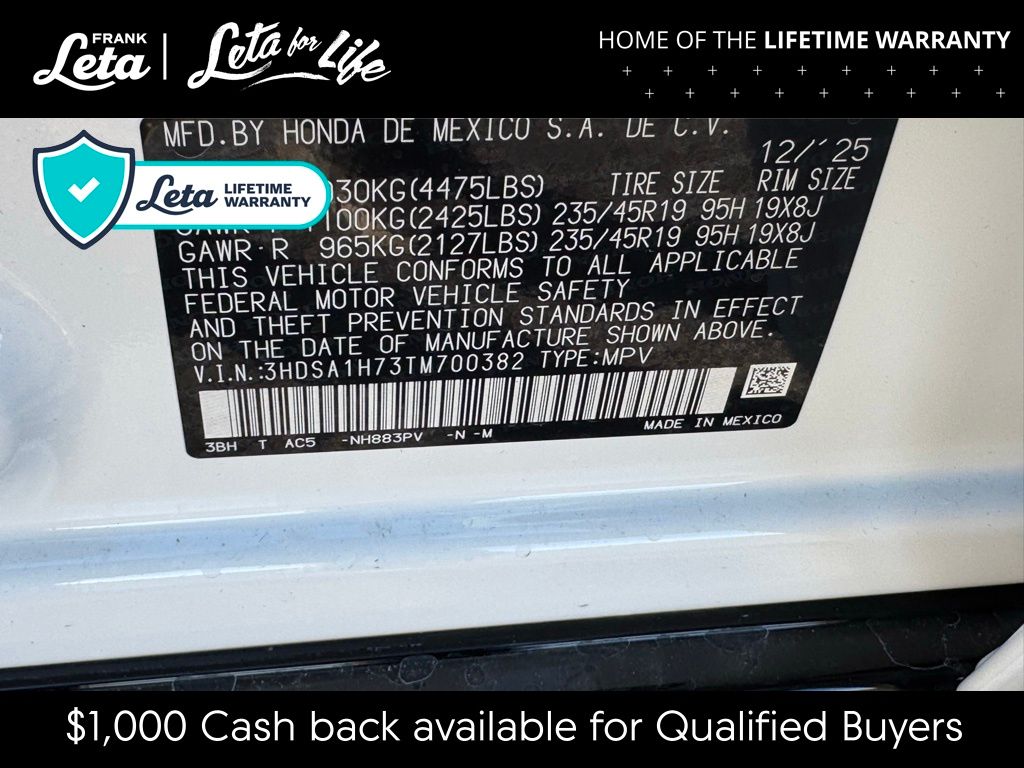 FRANK
Leta
Leta for Life
HOME OF THE LIFETIME WARRANTY
MFD.BY HONDA DE MEXICO S.A. DE C.V.
12/'25
30KG(4475LBS) TIRE SIZE RIM SIZE
100KG(2425LBS) 235/45R19 95H 19X8J
GAWR R 965KG(2127LBS) 235/45R19 95H 19X8J
THIS VEHICLE CONFORMS TO ALL APPLICABLE
FEDERAL MOTOR VEHICLE SAFETY
AND THEFT PREVENTION STANDARDS IN EFFECT
ON THE DATE OF MANUFACTURE SHOWN ABOVE.
V.I.N.:3HDSA1H73TM700382 TYPE:MPV
3BH T AC5 -NH883PV -N -M
MADE IN MEXICO
Leta LIFETIME
WARRANTY
$1,000 Cash back available for Qualified Buyers